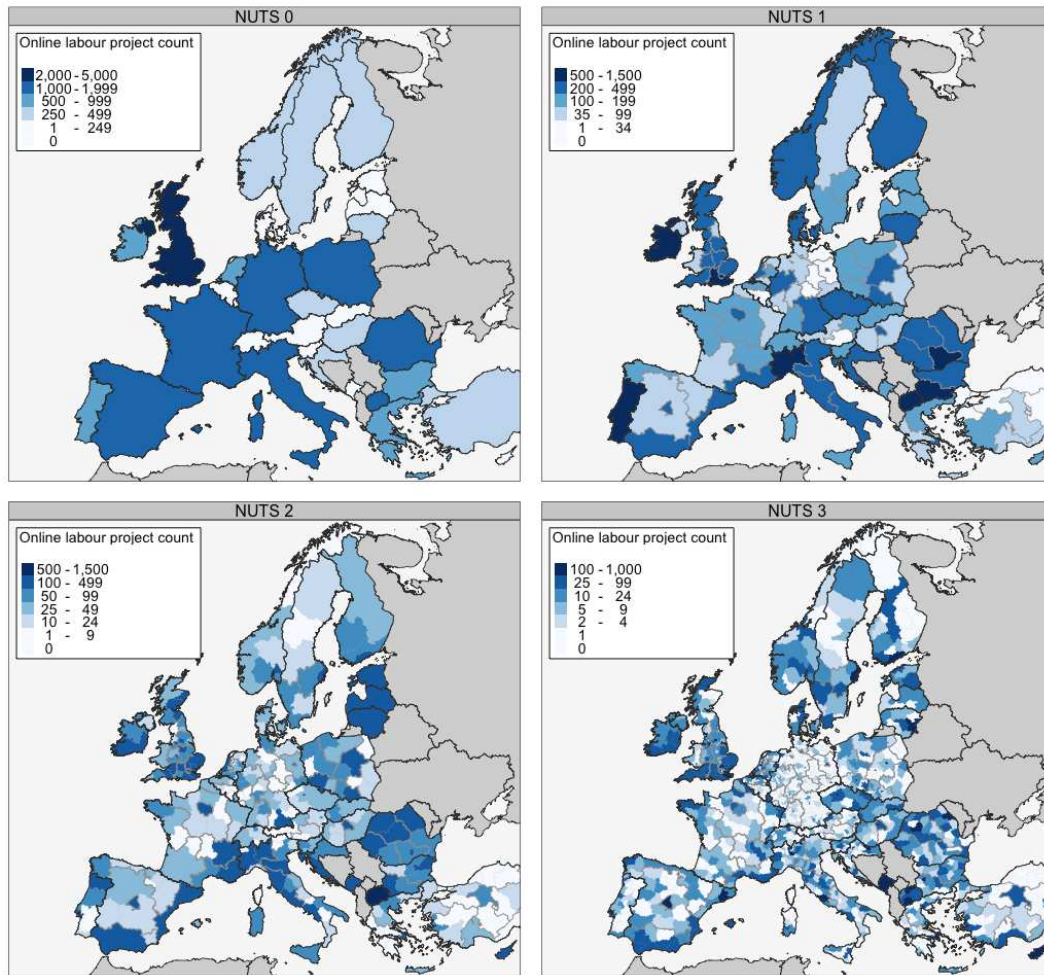 NUTS 0
Online labour project count
2,000 - 5,000
1,000 - 1,999
500 - 999
250 - 499
1 - 249
0
NUTS 1
Online labour project count
500 - 1,500
200 - 499
100 - 199
35 - 99
1 - 34
0
NUTS 2
Online labour project count
500 - 1,500
100 - 499
50 - 99
25 - 49
10 - 24
1 - 9
0
NUTS 3
Online labour project count
100 - 1,000
25 - 99
10 - 24
5 - 9
2 - 4
1
0